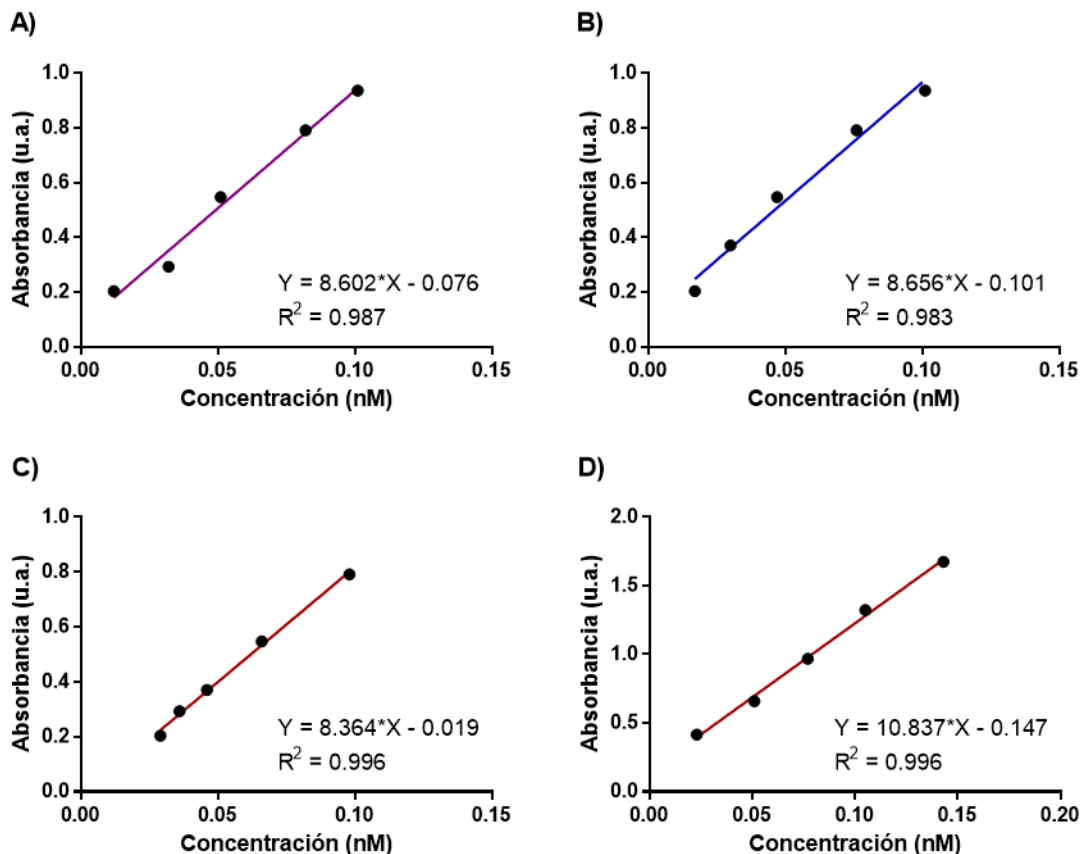 A)
Absorbancia (u.a.)
1.0
0.8
0.6
0.4
0.2
0.0
Y = 8.602*X - 0.076
R² = 0.987
0.00 0.05 0.10 0.15
Concentración (nM)
B)
Absorbancia (u.a.)
1.0
0.8
0.6
0.4
0.2
0.0
Y = 8.656*X - 0.101
R² = 0.983
0.00 0.05 0.10 0.15
Concentración (nM)
C)
Absorbancia (u.a.)
1.0
0.8
0.6
0.4
0.2
0.0
Y = 8.364*X - 0.019
R² = 0.996
0.00 0.05 0.10 0.15
Concentración (nM)
D)
Absorbancia (u.a.)
2.0
1.5
1.0
0.5
0.0
Y = 10.837*X - 0.147
R² = 0.996
0.00 0.05 0.10 0.15 0.20
Concentración (nM)